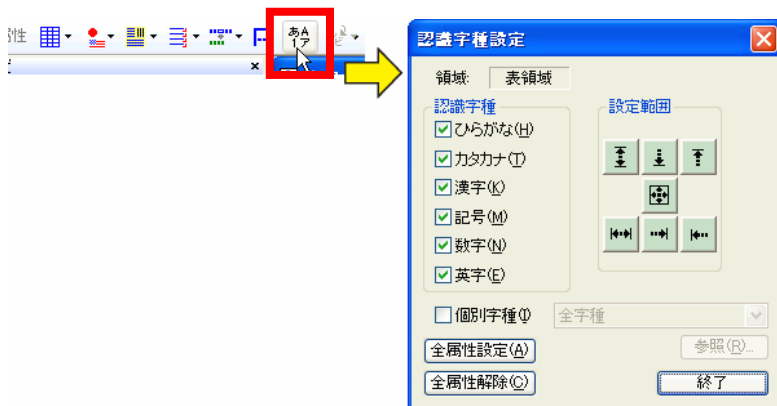 性
あA
1ア
認識字種設定
領域: 表領域
認識字種
ひらがな(H)
カタカナ(T)
漢字(K)
記号(M)
数字(N)
英字(E)
設定範囲
個別字種(I) 全字種
全属性設定(A) 参照(R)...
全属性解除(C) 終了